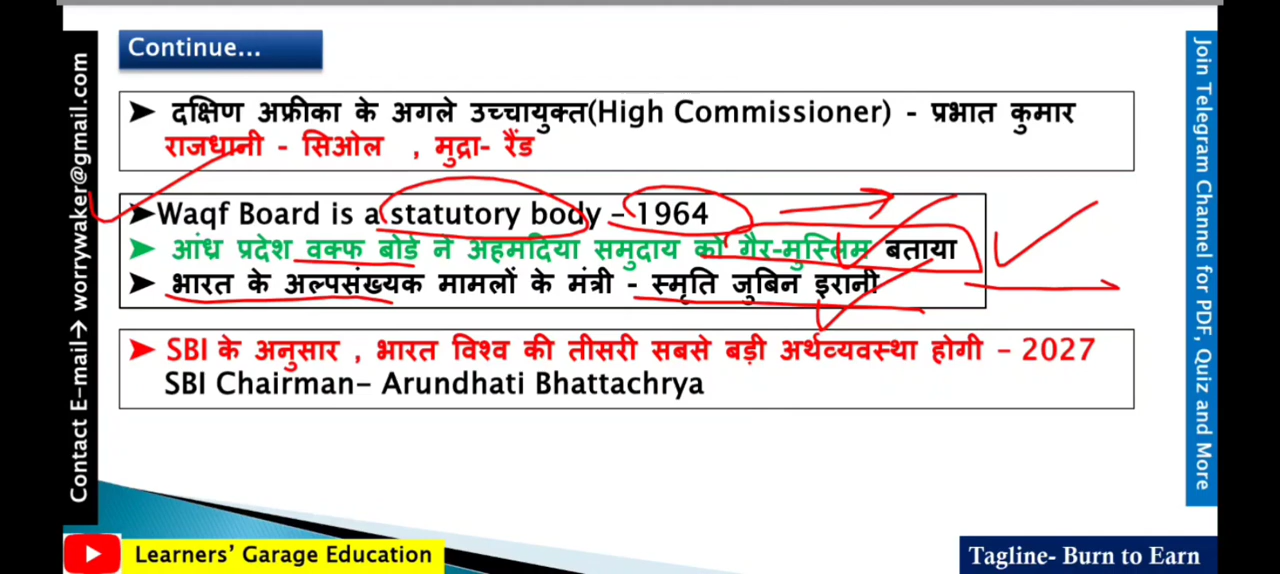 Continue...
➤ दक्षिण अफ्रीका के अगले उच्चायुक्त(High Commissioner) - प्रभात कुमार
राजधानी - सिओल , मुद्रा- रैंड
➤Waqf Board is a statutory body – 1964
➤ आंध्र प्रदेश वक्फ बोर्ड ने अहमदिया समुदाय को गैर-मुस्लिम बताया
➤ भारत के अल्पसंख्यक मामलों के मंत्री - स्मृति जुबिन इरानी
➤ SBI के अनुसार , भारत विश्व की तीसरी सबसे बड़ी अर्थव्यवस्था होगी – 2027
SBI Chairman– Arundhati Bhattachrya
Contact E-mail→ worrywaker@gmail.com
Join Telegram Channel for PDF, Quiz and More
Learners' Garage Education
Tagline- Burn to Earn